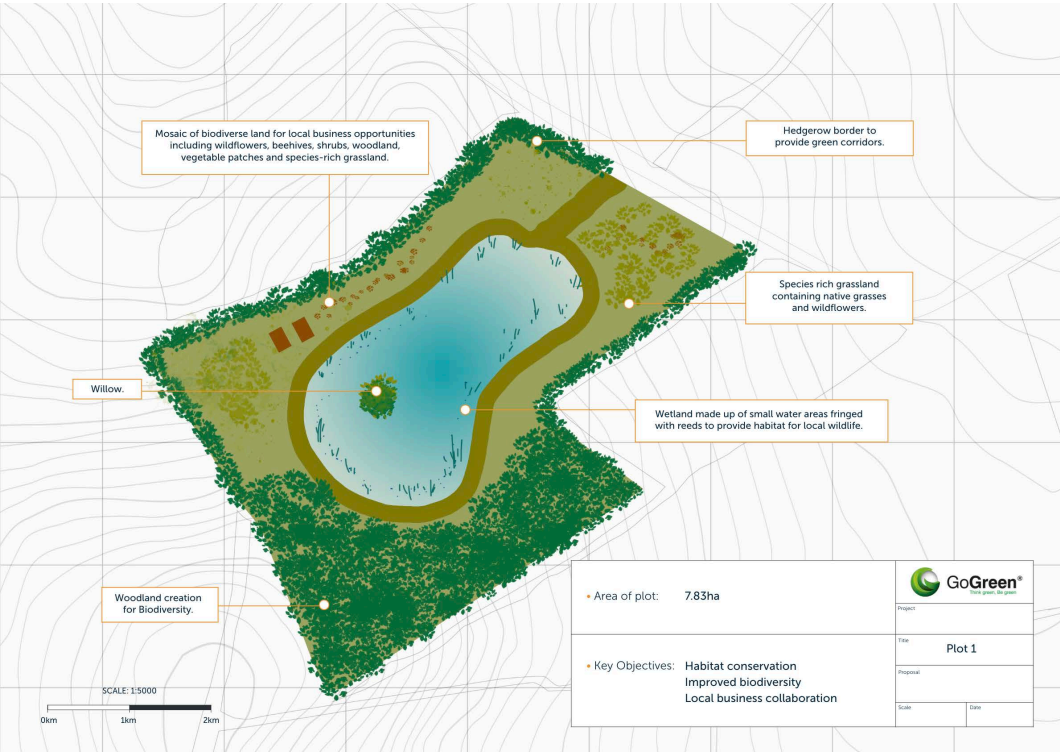 Mosaic of biodiverse land for local business opportunities
including wildflowers, beehives, shrubs, woodland,
vegetable patches and species-rich grassland.
Hedgerow border to
provide green corridors.
Species rich grassland
containing native grasses
and wildflowers.
Willow.
Wetland made up of small water areas fringed
with reeds to provide habitat for local wildlife.
Woodland creation
for Biodiversity.
SCALE: 1:5000
0km 1km 2km
• Area of plot: 7.83ha
• Key Objectives: Habitat conservation
Improved biodiversity
Local business collaboration
GoGreen®
Think green, Be green
Project
Title
Plot 1
Proposal
Scale
Date